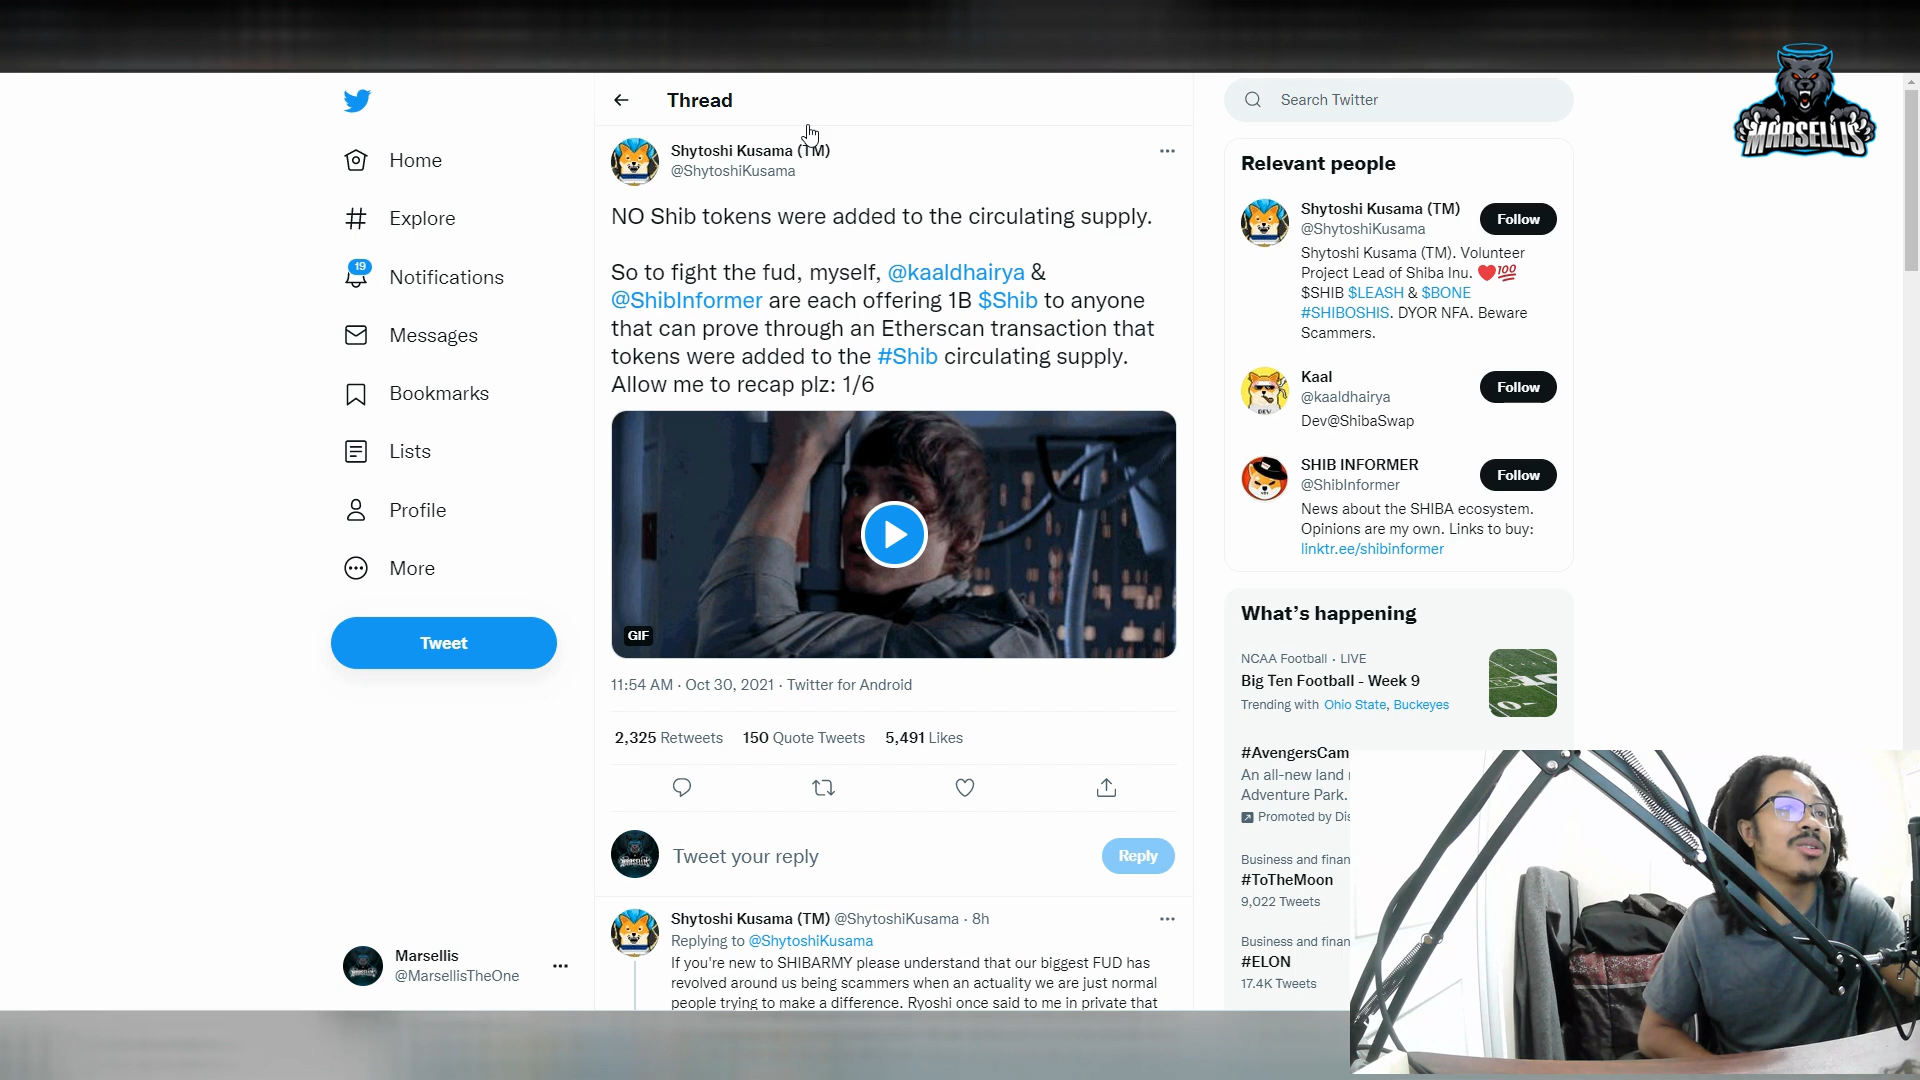 MARSELLIS
Home
Explore
19
Notifications
Messages
Bookmarks
Lists
Profile
More
Tweet
Marsellis
@MarsellisTheOne
Thread
Shytoshi Kusama (TM)
@ShytoshiKusama
NO Shib tokens were added to the circulating supply.
So to fight the fud, myself, @kaaldhairya &
@ShibInformer are each offering 1B $Shib to anyone
that can prove through an Etherscan transaction that
tokens were added to the #Shib circulating supply.
Allow me to recap plz: 1/6
GIF
11:54 AM · Oct 30, 2021 · Twitter for Android
2,325 Retweets 150 Quote Tweets 5,491 Likes
Tweet your reply
Reply
Shytoshi Kusama (TM) @ShytoshiKusama · 8h
Replying to @ShytoshiKusama
If you're new to SHIBARMY please understand that our biggest FUD has
revolved around us being scammers when an actuality we are just normal
people trying to make a difference. Ryoshi once said to me in private that
Search Twitter
Relevant people
Shytoshi Kusama (TM)
@ShytoshiKusama
Follow
Shytoshi Kusama (TM). Volunteer
Project Lead of Shiba Inu. ❤️💯
$SHIB $LEASH & $BONE
#SHIBOSHIS. DYOR NFA. Beware
Scammers.
Kaal
@kaaldhairya
Follow
Dev@ShibaSwap
SHIB INFORMER
@ShibInformer
Follow
News about the SHIBA ecosystem.
Opinions are my own. Links to buy:
linktr.ee/shibinformer
What's happening
NCAA Football · LIVE
Big Ten Football - Week 9
Trending with Ohio State, Buckeyes
#AvengersCam
An all-new land
Adventure Park.
Promoted by Dis
Business and finan
#ToTheMoon
9,022 Tweets
Business and finan
#ELON
17.4K Tweets